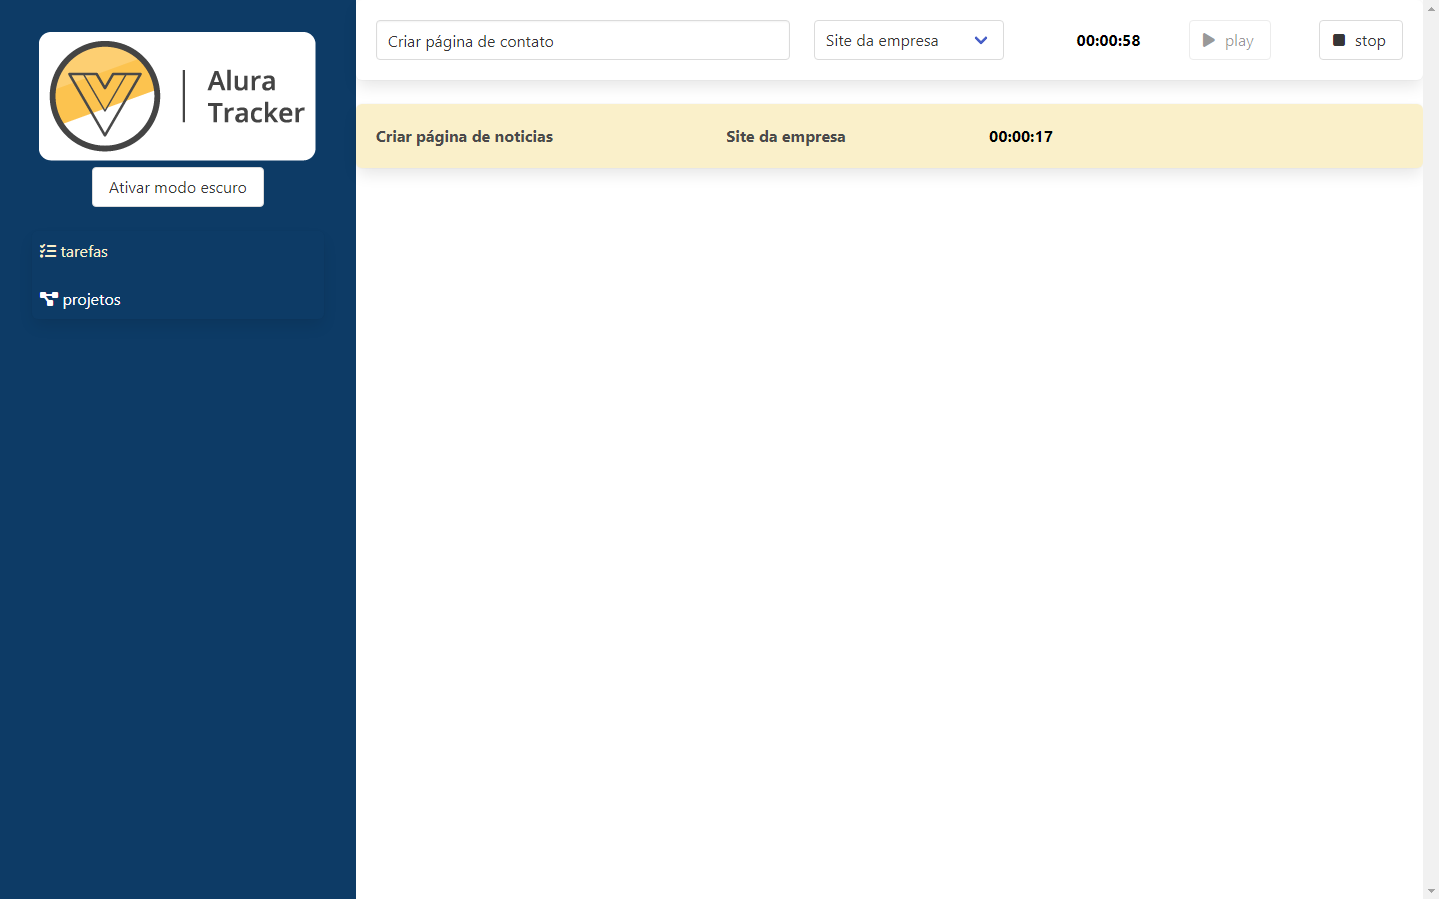 Alura
Tracker
Ativar modo escuro
tarefas
projetos
Criar página de contato
Site da empresa
00:00:58
play
stop
Criar página de noticias
Site da empresa
00:00:17